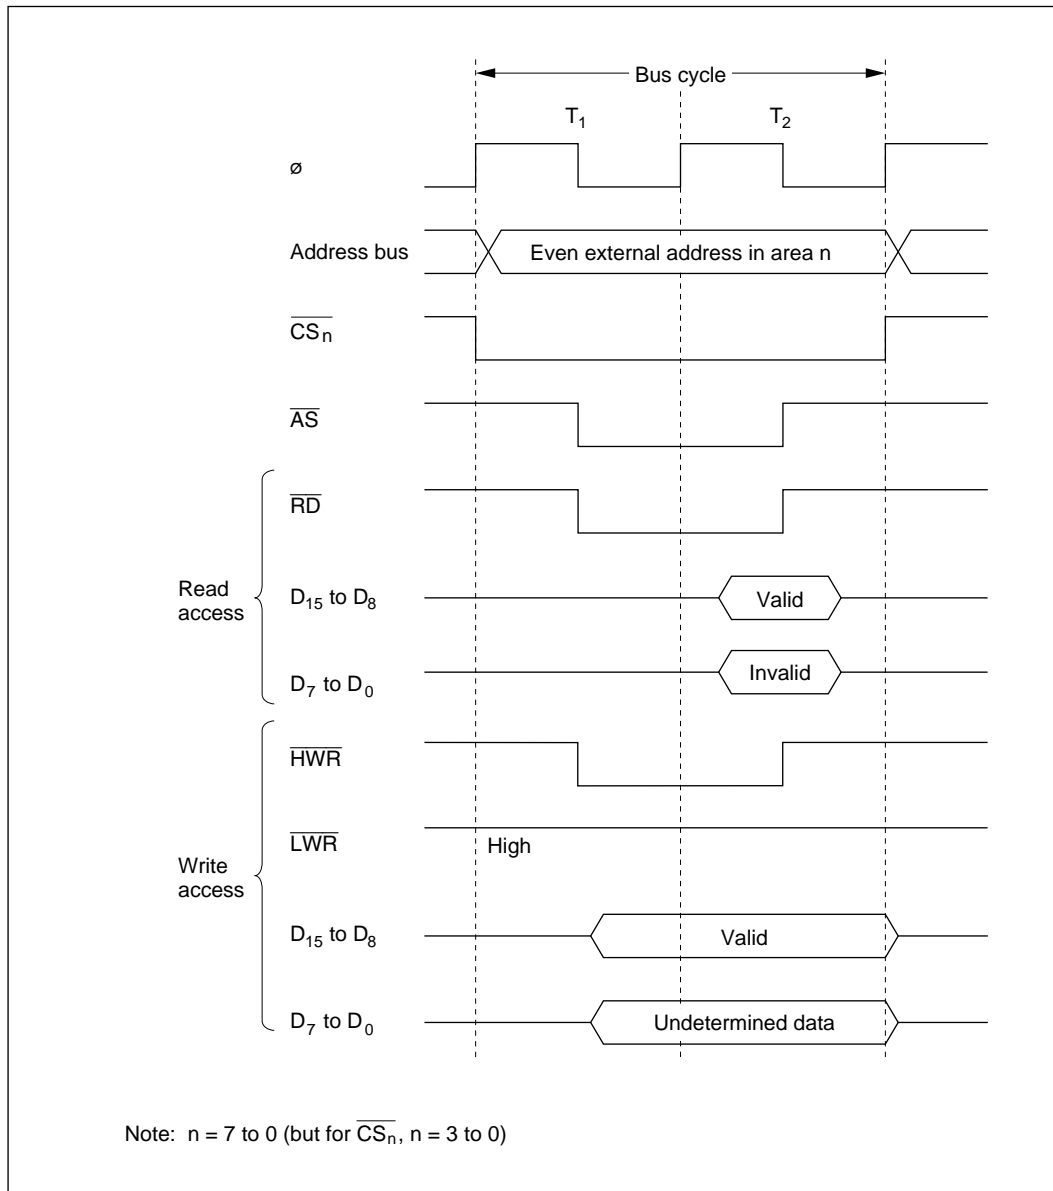 Bus cycle
T1 T2
ø
Address bus Even external address in area n
CSn
AS
RD
Read access
D15 to D8 Valid
D7 to D0 Invalid
HWR
LWR High
Write access
D15 to D8 Valid
D7 to D0 Undetermined data
Note: n = 7 to 0 (but for CSn, n = 3 to 0)